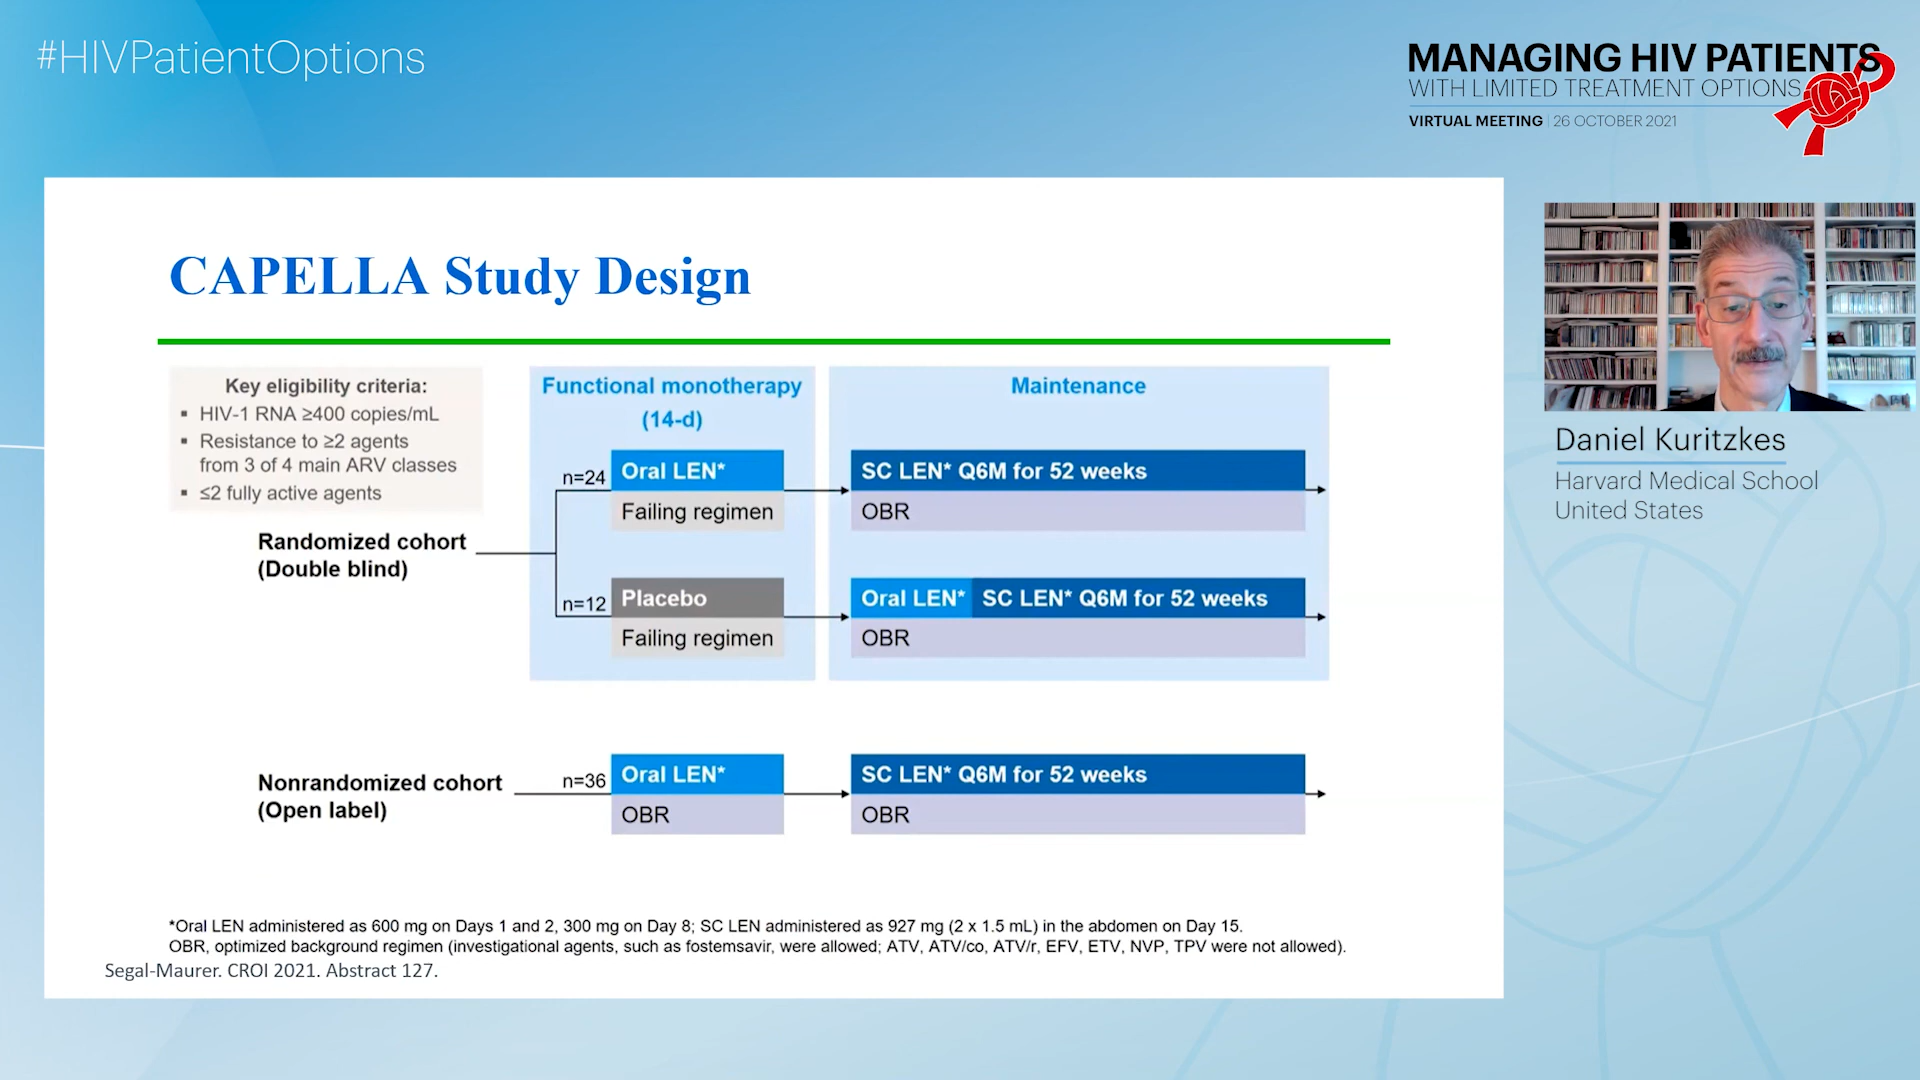 #HIVPatientOptions
MANAGING HIV PATIENTS
WITH LIMITED TREATMENT OPTIONS
VIRTUAL MEETING | 26 OCTOBER 2021
CAPELLA Study Design
Key eligibility criteria:
▪ HIV-1 RNA ≥400 copies/mL
▪ Resistance to ≥2 agents
from 3 of 4 main ARV classes
▪ ≤2 fully active agents
Functional monotherapy
(14-d)
Maintenance
Randomized cohort
(Double blind)
n=24
Oral LEN*
Failing regimen
SC LEN* Q6M for 52 weeks
OBR
n=12
Placebo
Failing regimen
Oral LEN*
SC LEN* Q6M for 52 weeks
OBR
Nonrandomized cohort
(Open label)
n=36
Oral LEN*
OBR
SC LEN* Q6M for 52 weeks
OBR
*Oral LEN administered as 600 mg on Days 1 and 2, 300 mg on Day 8; SC LEN administered as 927 mg (2 x 1.5 mL) in the abdomen on Day 15.
OBR, optimized background regimen (investigational agents, such as fostemsavir, were allowed; ATV, ATV/co, ATV/r, EFV, ETV, NVP, TPV were not allowed).
Segal-Maurer. CROI 2021. Abstract 127.
Daniel Kuritzkes
Harvard Medical School
United States